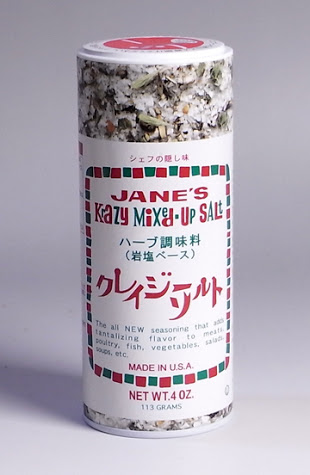 シェフの隠し味
JANE'S
KRAZY MIXED-UP SALt
ハーブ調味料
(岩塩ベース)
クレイジーソルト
The all NEW seasoning that adds
tantalizing flavor to meats,
poultry, fish, vegetables, salads,
soups, etc.
MADE IN U.S.A.
NET WT.4 OZ.
113 GRAMS